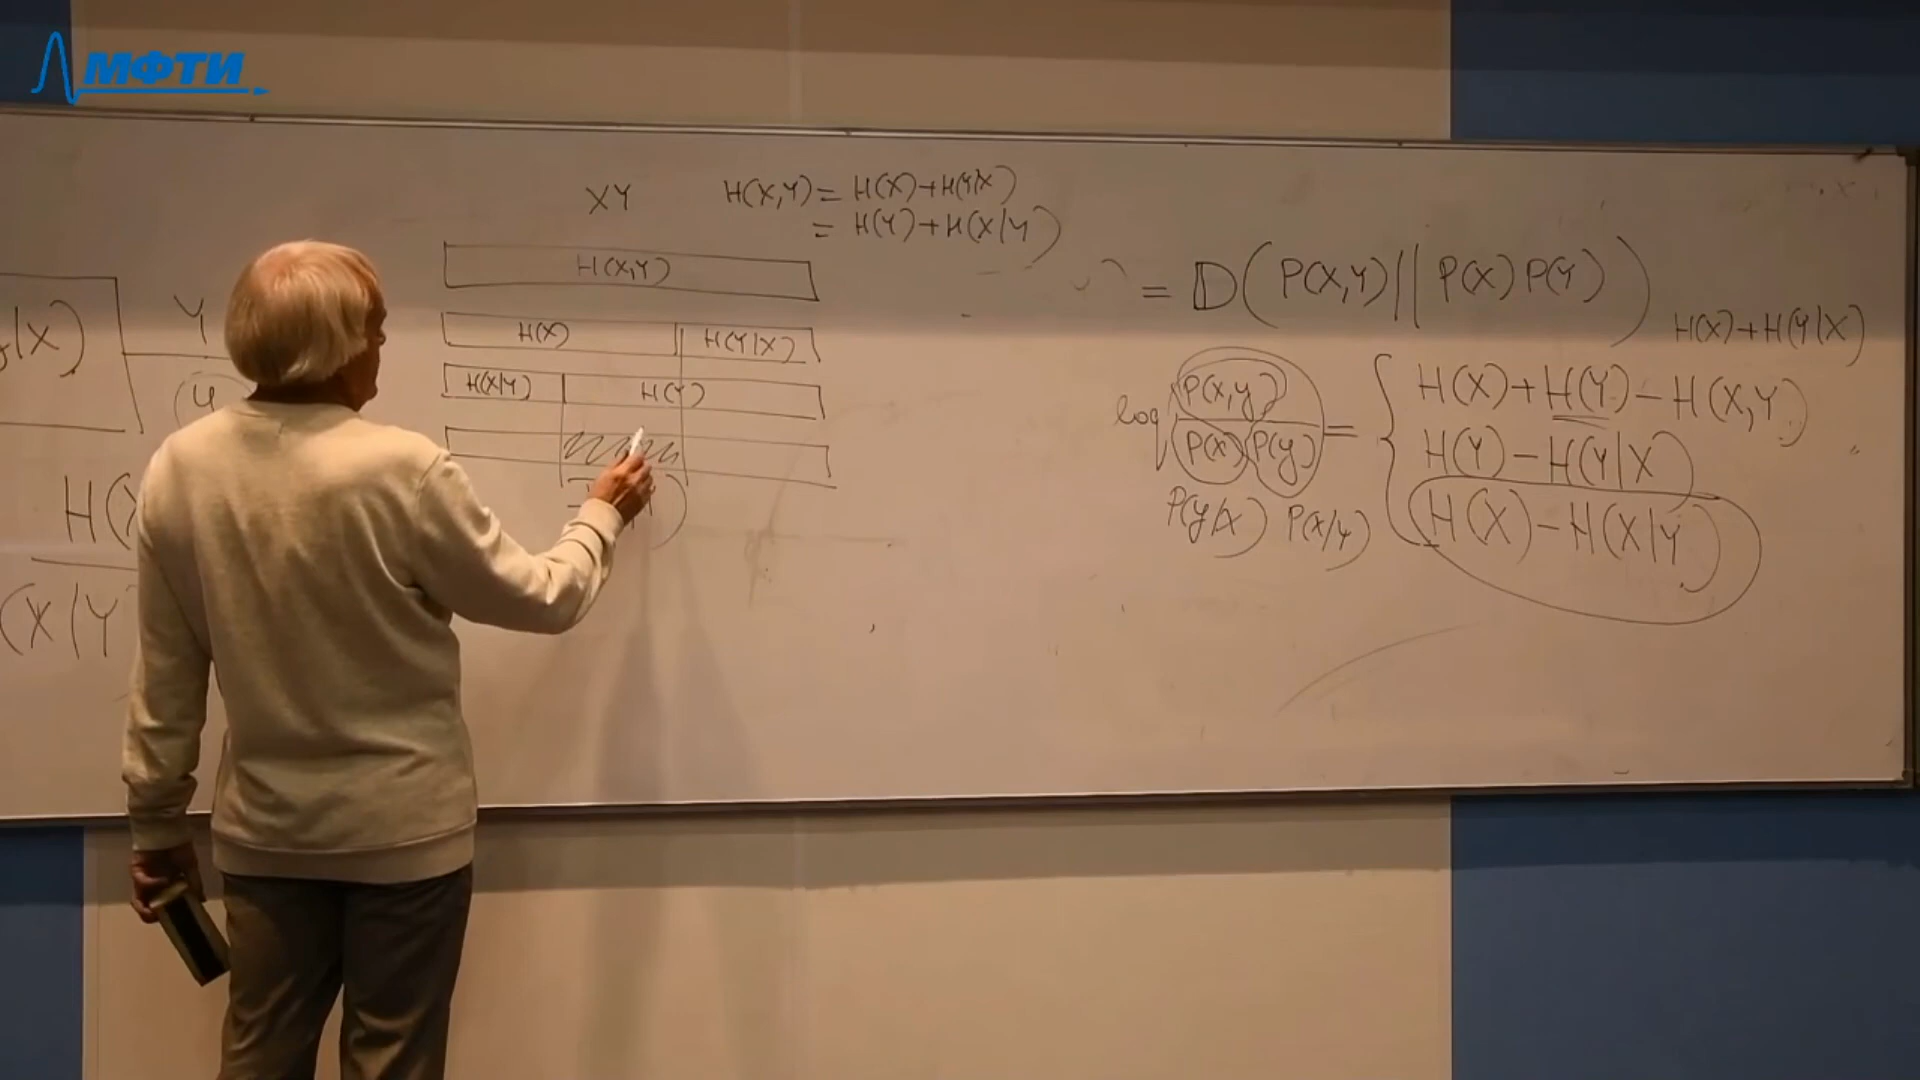 МФТИ
XY
H(X,Y) = H(X)+H(Y|X)
= H(Y)+H(X|Y)
H(X,Y)
H(X) H(Y|X)
H(X|Y) H(Y)
|X) Y
y
H(X
(X|Y
= D(P(X,Y)||P(X)P(Y))
H(X)+H(Y|X)
log P(x,y) / P(x) P(y) = { H(X)+H(Y)-H(X,Y)
H(Y)-H(Y|X)
H(X)-H(X|Y)
P(y|x) P(x|y)